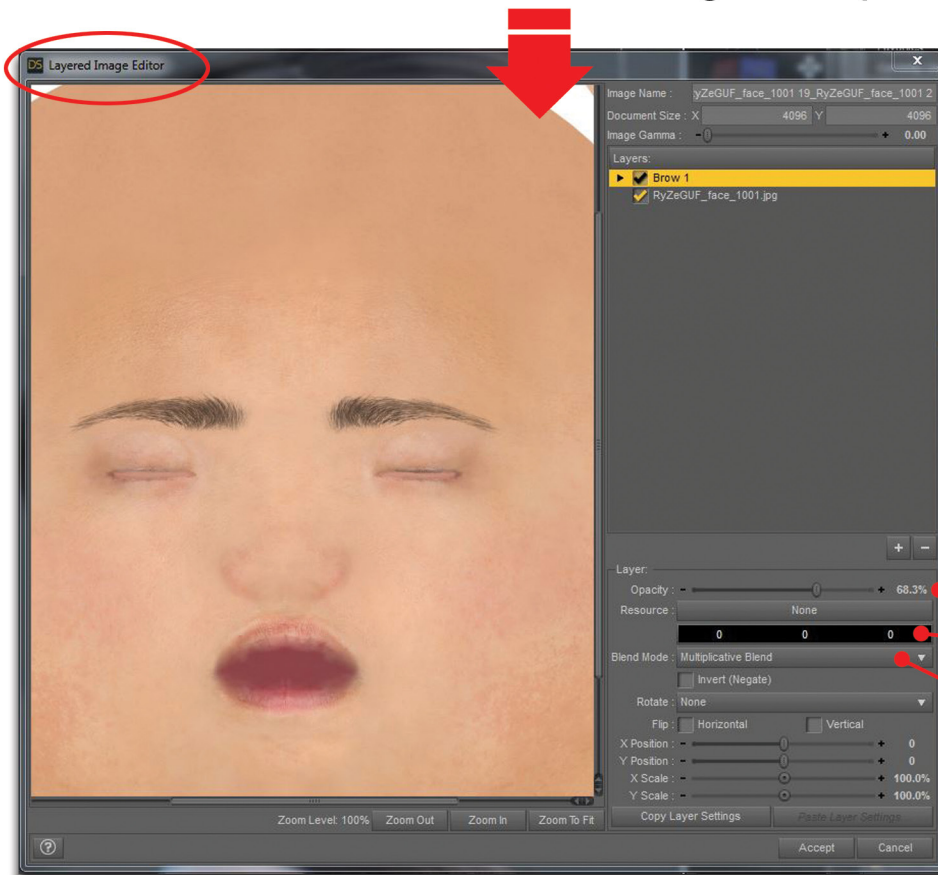 DS Layered Image Editor
x
Image Name : yZeGUF_face_1001 19_RyZeGUF_face_1001 2
Document Size : X 4096 Y 4096
Image Gamma : - + 0.00
Layers:
Brow 1
RyZeGUF_face_1001.jpg
+ -
Layer:
Opacity : - + 68.3%
Resource : None
0 0 0
Blend Mode : Multiplicative Blend
Invert (Negate)
Rotate : None
Flip : Horizontal Vertical
X Position : - + 0
Y Position : - + 0
X Scale : - + 100.0%
Y Scale : - + 100.0%
Zoom Level: 100% Zoom Out Zoom In Zoom To Fit
Copy Layer Settings Paste Layer Settings
? Accept Cancel